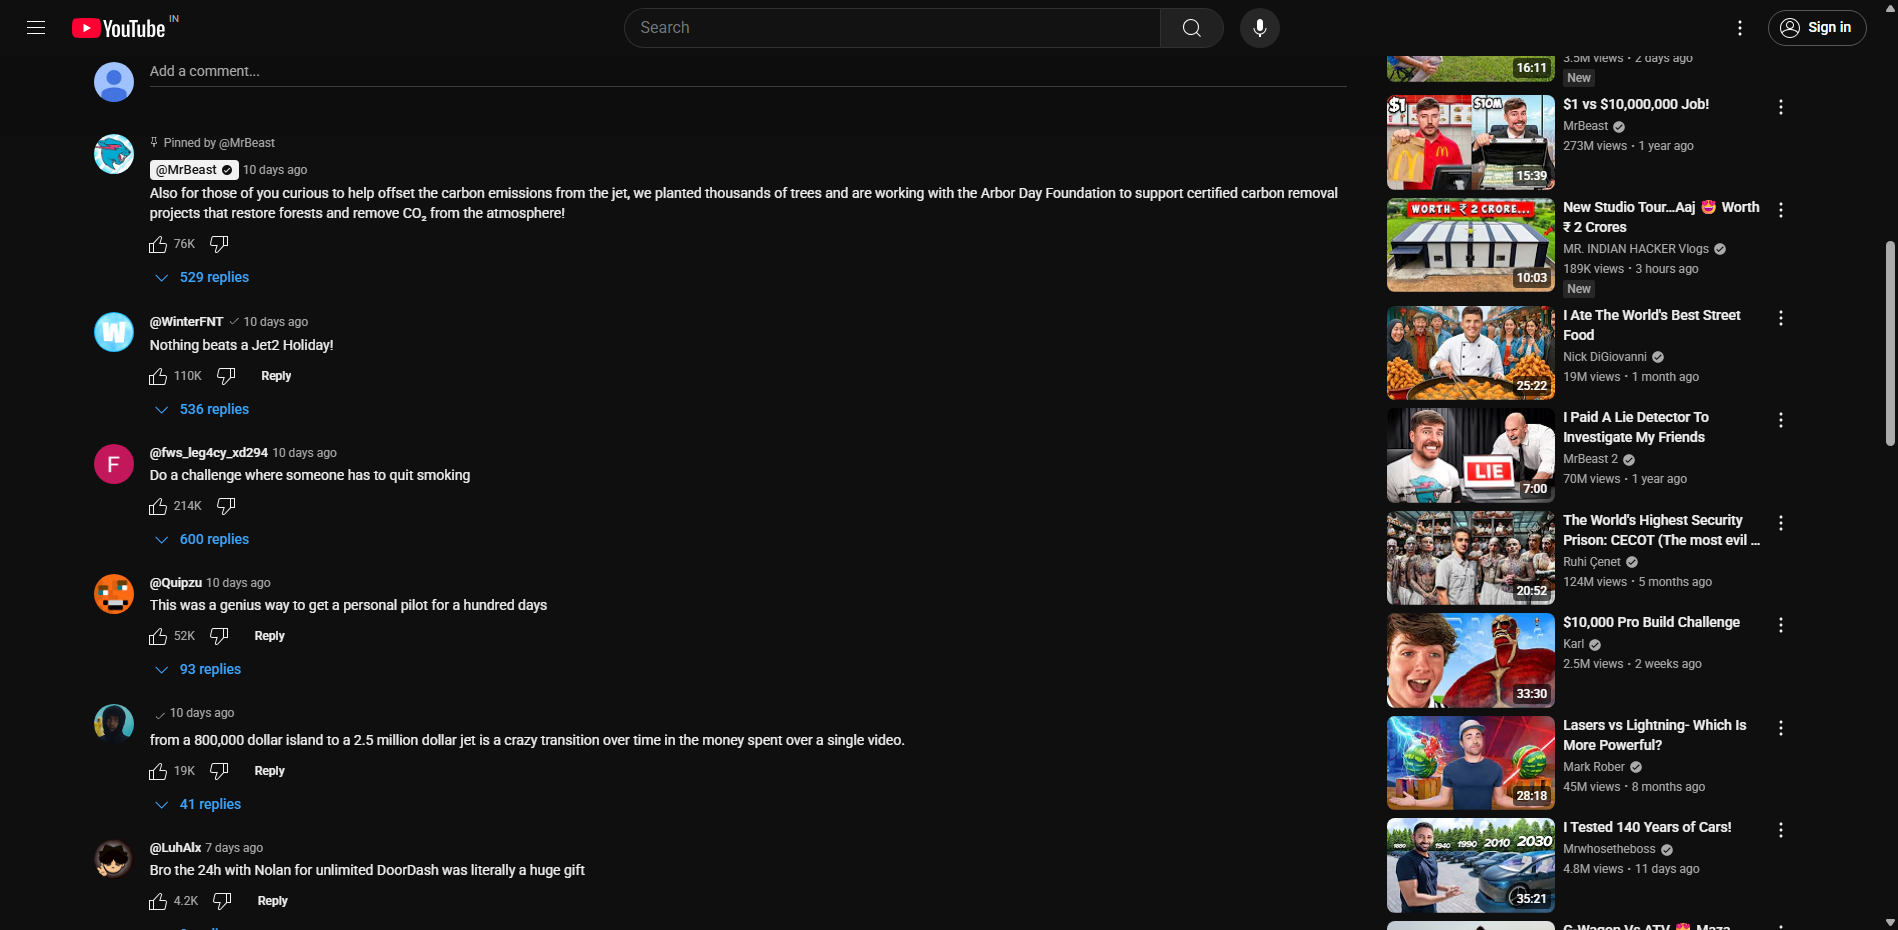 YouTube IN
Search
Sign in
Add a comment...
Pinned by @MrBeast
@MrBeast 10 days ago
Also for those of you curious to help offset the carbon emissions from the jet, we planted thousands of trees and are working with the Arbor Day Foundation to support certified carbon removal
projects that restore forests and remove CO₂ from the atmosphere!
76K
529 replies
@WinterFNT 10 days ago
Nothing beats a Jet2 Holiday!
110K Reply
536 replies
F
@fws_leg4cy_xd294 10 days ago
Do a challenge where someone has to quit smoking
214K
600 replies
@Quipzu 10 days ago
This was a genius way to get a personal pilot for a hundred days
52K Reply
93 replies
10 days ago
from a 800,000 dollar island to a 2.5 million dollar jet is a crazy transition over time in the money spent over a single video.
19K Reply
41 replies
@LuhAlx 7 days ago
Bro the 24h with Nolan for unlimited DoorDash was literally a huge gift
4.2K Reply
16:11
3.5M views • 2 days ago
New
$1 $10M
15:39
$1 vs $10,000,000 Job!
MrBeast
273M views • 1 year ago
WORTH- ₹ 2 CRORE...
10:03
New Studio Tour...Aaj 😍 Worth
₹ 2 Crores
MR. INDIAN HACKER Vlogs
189K views • 3 hours ago
New
25:22
I Ate The World's Best Street
Food
Nick DiGiovanni
19M views • 1 month ago
LIE
7:00
I Paid A Lie Detector To
Investigate My Friends
MrBeast 2
70M views • 1 year ago
20:52
The World's Highest Security
Prison: CECOT (The most evil ...
Ruhi Çenet
124M views • 5 months ago
33:30
$10,000 Pro Build Challenge
Karl
2.5M views • 2 weeks ago
28:18
Lasers vs Lightning- Which Is
More Powerful?
Mark Rober
45M views • 8 months ago
1940 1990 2010 2030
35:21
I Tested 140 Years of Cars!
Mrwhosetheboss
4.8M views • 11 days ago
G-Wagon Vs ATV 😍 Maza